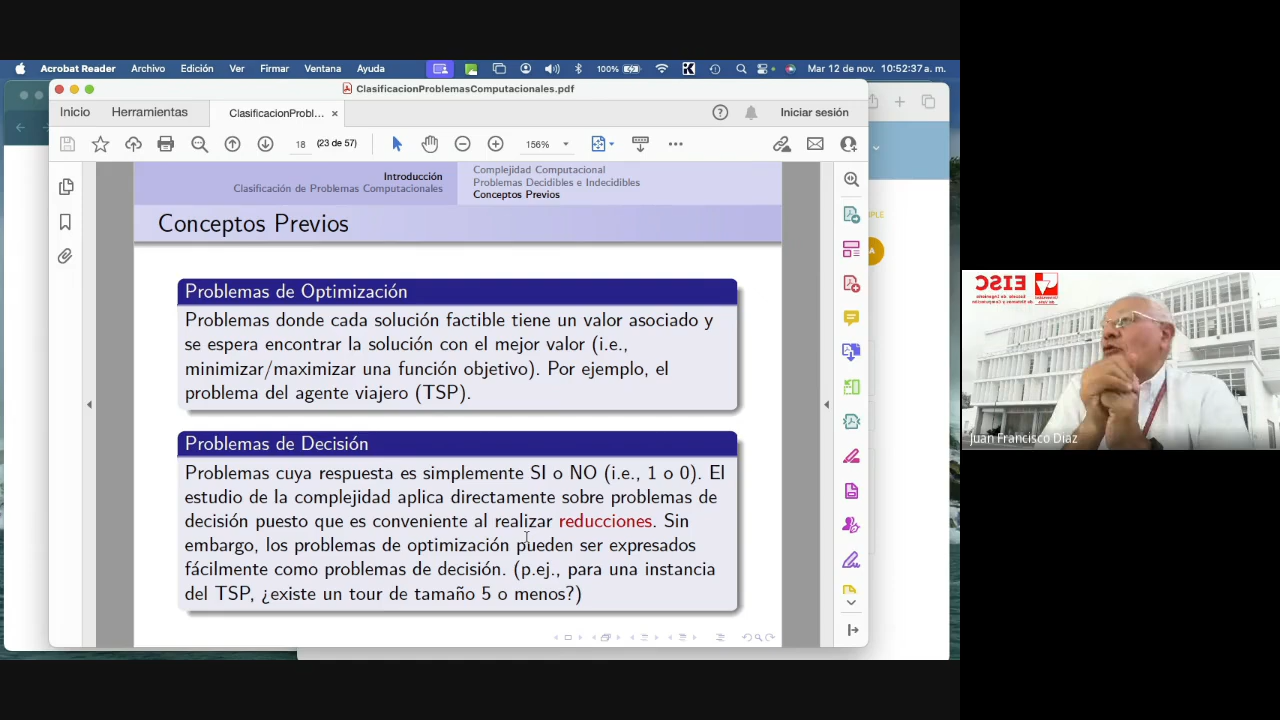 Acrobat Reader Archivo Edición Ver Firmar Ventana Ayuda 100% Mar 12 de nov. 10:52:37 a. m.
ClasificacionProblemasComputacionales.pdf
Inicio Herramientas ClasificacionProbl... × Iniciar sesión
18 (23 de 57) 156%
Introducción
Clasificación de Problemas Computacionales
Complejidad Computacional
Problemas Decidibles e Indecidibles
Conceptos Previos
Conceptos Previos
Problemas de Optimización
Problemas donde cada solución factible tiene un valor asociado y
se espera encontrar la solución con el mejor valor (i.e.,
minimizar/maximizar una función objetivo). Por ejemplo, el
problema del agente viajero (TSP).
Problemas de Decisión
Problemas cuya respuesta es simplemente SI o NO (i.e., 1 o 0). El
estudio de la complejidad aplica directamente sobre problemas de
decisión puesto que es conveniente al realizar reducciones. Sin
embargo, los problemas de optimización pueden ser expresados
fácilmente como problemas de decisión. (p.ej., para una instancia
del TSP, ¿existe un tour de tamaño 5 o menos?)
EISC
Juan Francisco Diaz